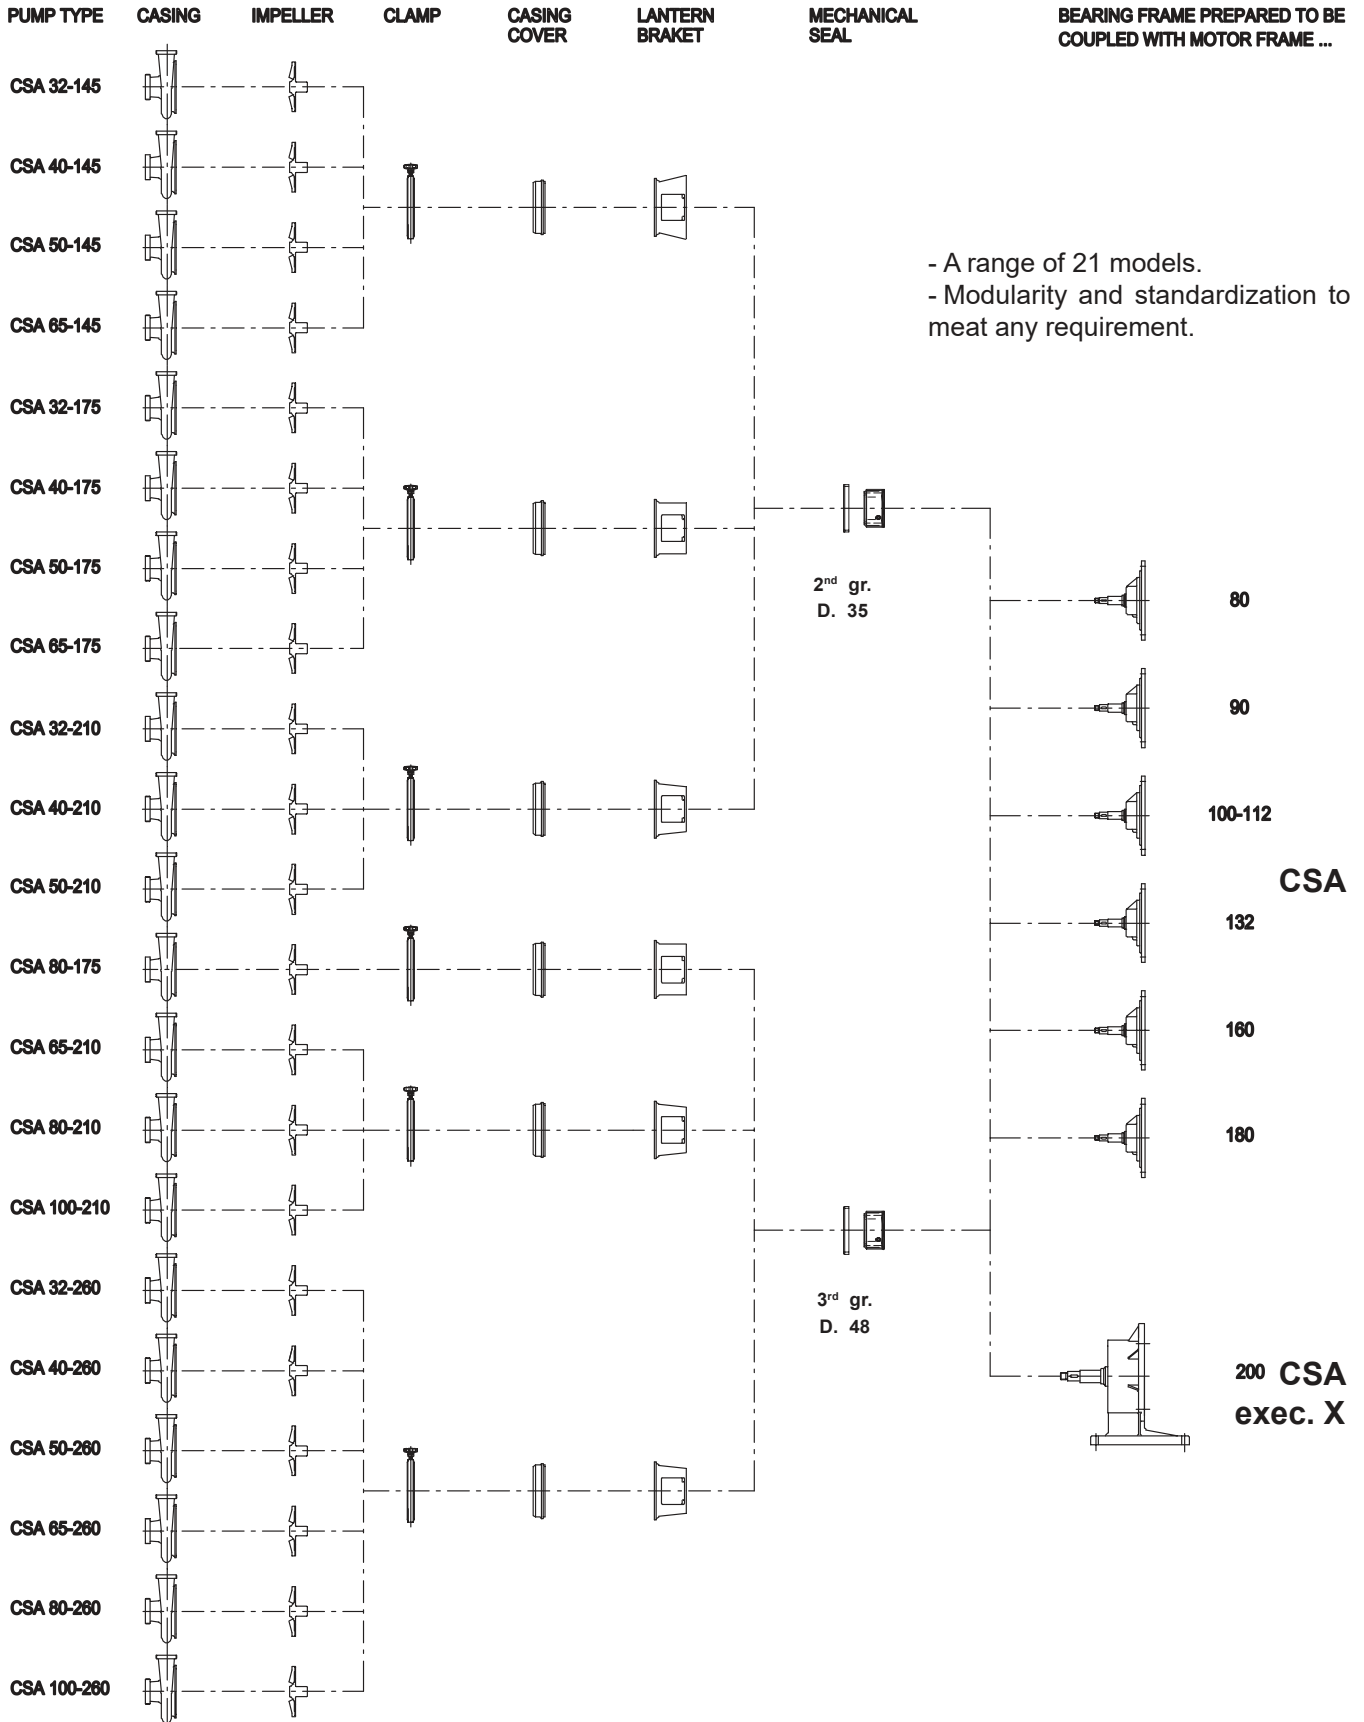 PUMP TYPE CASING IMPELLER CLAMP CASING COVER LANTERN BRAKET MECHANICAL SEAL BEARING FRAME PREPARED TO BE COUPLED WITH MOTOR FRAME ...
CSA 32-145
CSA 40-145
CSA 50-145
- A range of 21 models.
- Modularity and standardization to
meat any requirement.
CSA 65-145
CSA 32-175
CSA 40-175
CSA 50-175
2nd gr.
D. 35
80
CSA 65-175
90
CSA 32-210
CSA 40-210
100-112
CSA 50-210
CSA
132
CSA 80-175
160
CSA 65-210
CSA 80-210
180
CSA 100-210
CSA 32-260
3rd gr.
D. 48
CSA 40-260
200 CSA
exec. X
CSA 50-260
CSA 65-260
CSA 80-260
CSA 100-260